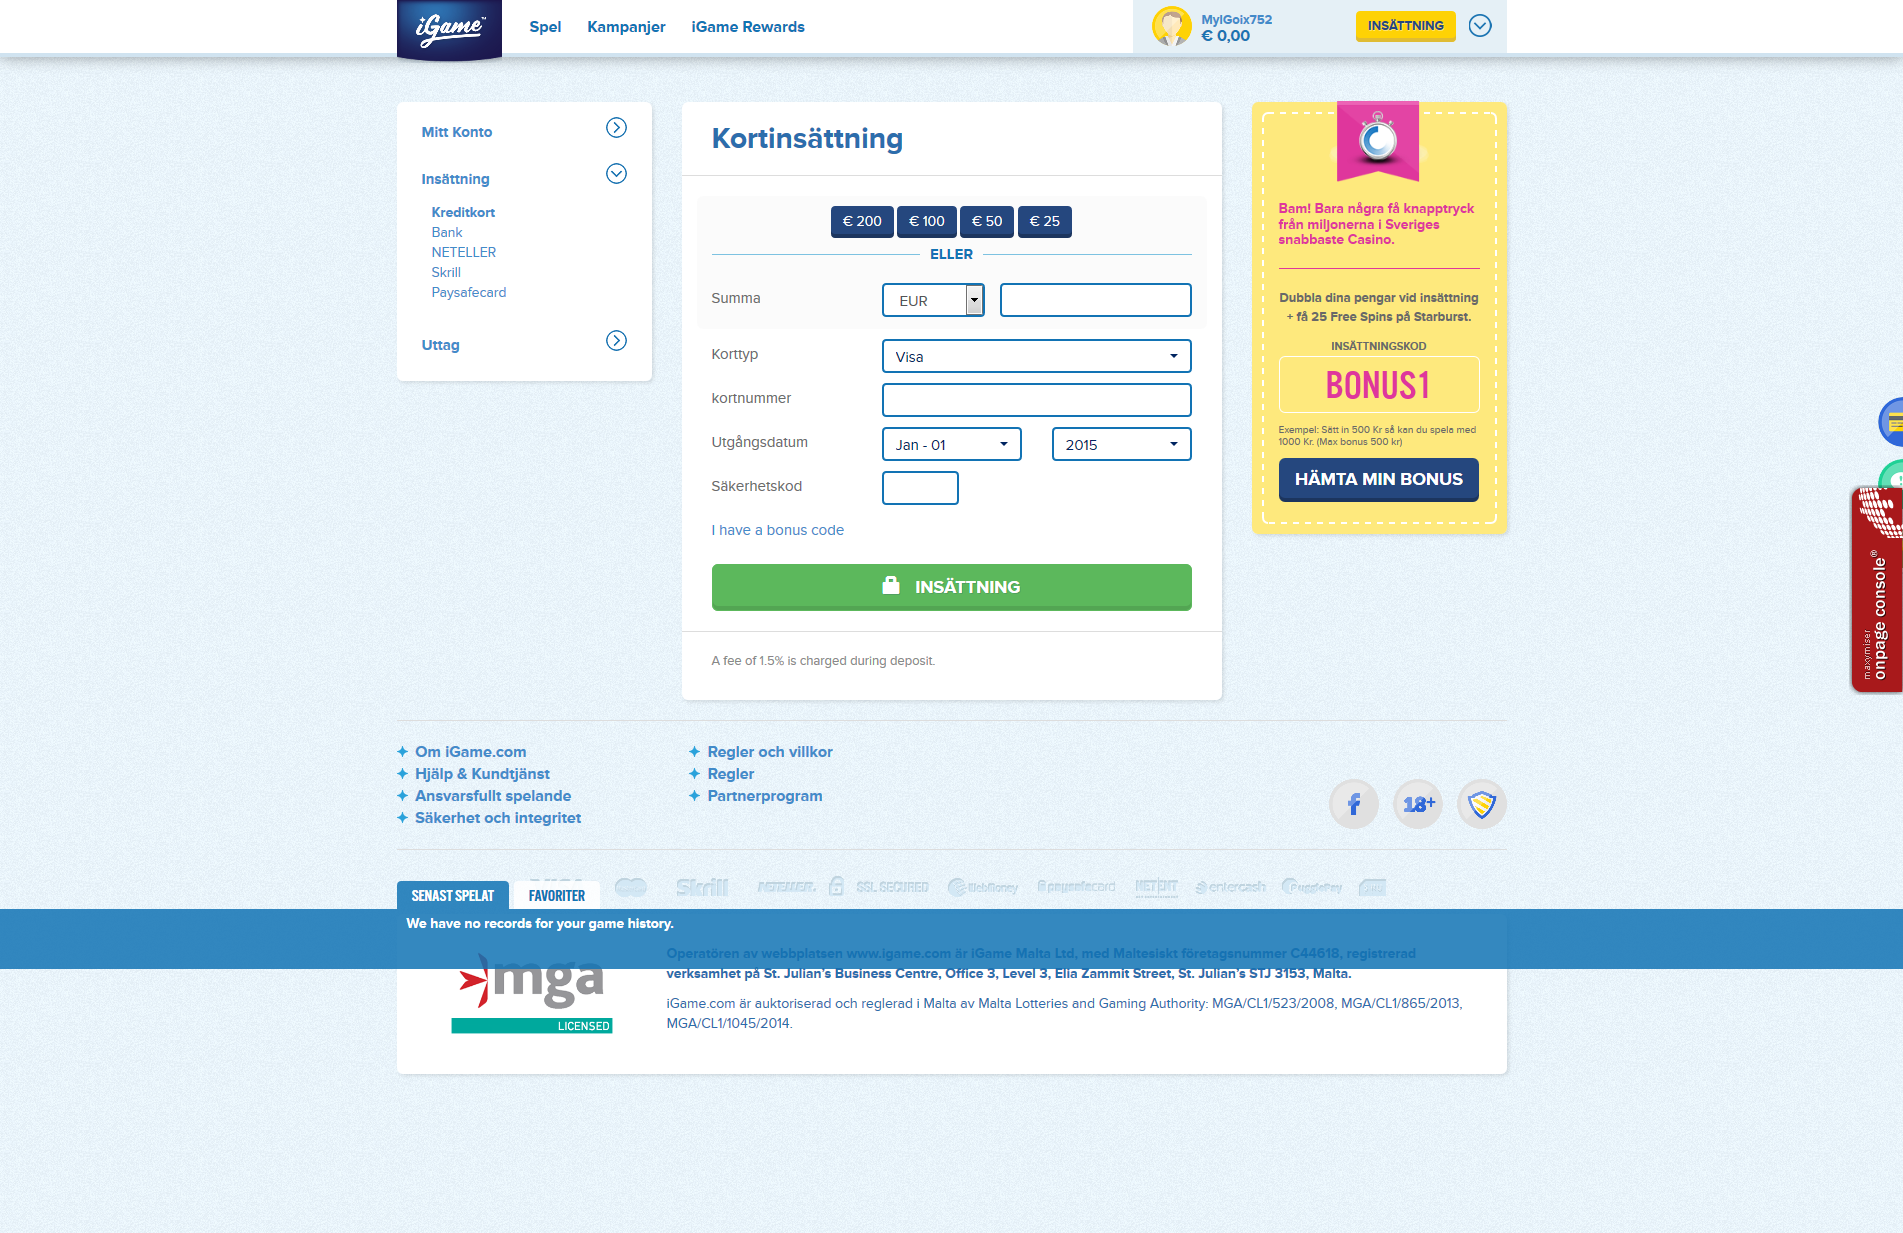 iGame™
Spel
Kampanjer
iGame Rewards
MyIGoix752
€ 0,00
INSÄTTNING
Mitt Konto
Insättning
Kreditkort
Bank
NETELLER
Skrill
Paysafecard
Uttag
Kortinsättning
€ 200
€ 100
€ 50
€ 25
ELLER
Summa
EUR
Korttyp
Visa
kortnummer
Utgångsdatum
Jan - 01
2015
Säkerhetskod
I have a bonus code
INSÄTTNING
A fee of 1.5% is charged during deposit.
Bam! Bara några få knapptryck
från miljonerna i Sveriges
snabbaste Casino.
Dubbla dina pengar vid insättning
+ få 25 Free Spins på Starburst.
INSÄTTNINGSKOD
BONUS1
Exempel: Sätt in 500 Kr så kan du spela med
1000 Kr. (Max bonus 500 kr)
HÄMTA MIN BONUS
maxymiser
onpage console®
Om iGame.com
Hjälp & Kundtjänst
Ansvarsfullt spelande
Säkerhet och integritet
Regler och villkor
Regler
Partnerprogram
f
18+
SENAST SPELAT
FAVORITER
Skrill
NETELLER
SSL SECURED
WebMoney
paysafecard
NET ENT
entercash
We have no records for your game history.
mga
LICENSED
Operatören av webbplatsen www.igame.com är iGame Malta Ltd, med Maltesiskt företagsnummer C44618, registrerad
verksamhet på St. Julian's Business Centre, Office 3, Level 3, Elia Zammit Street, St. Julian's STJ 3153, Malta.
iGame.com är auktoriserad och reglerad i Malta av Malta Lotteries and Gaming Authority: MGA/CL1/523/2008, MGA/CL1/865/2013,
MGA/CL1/1045/2014.